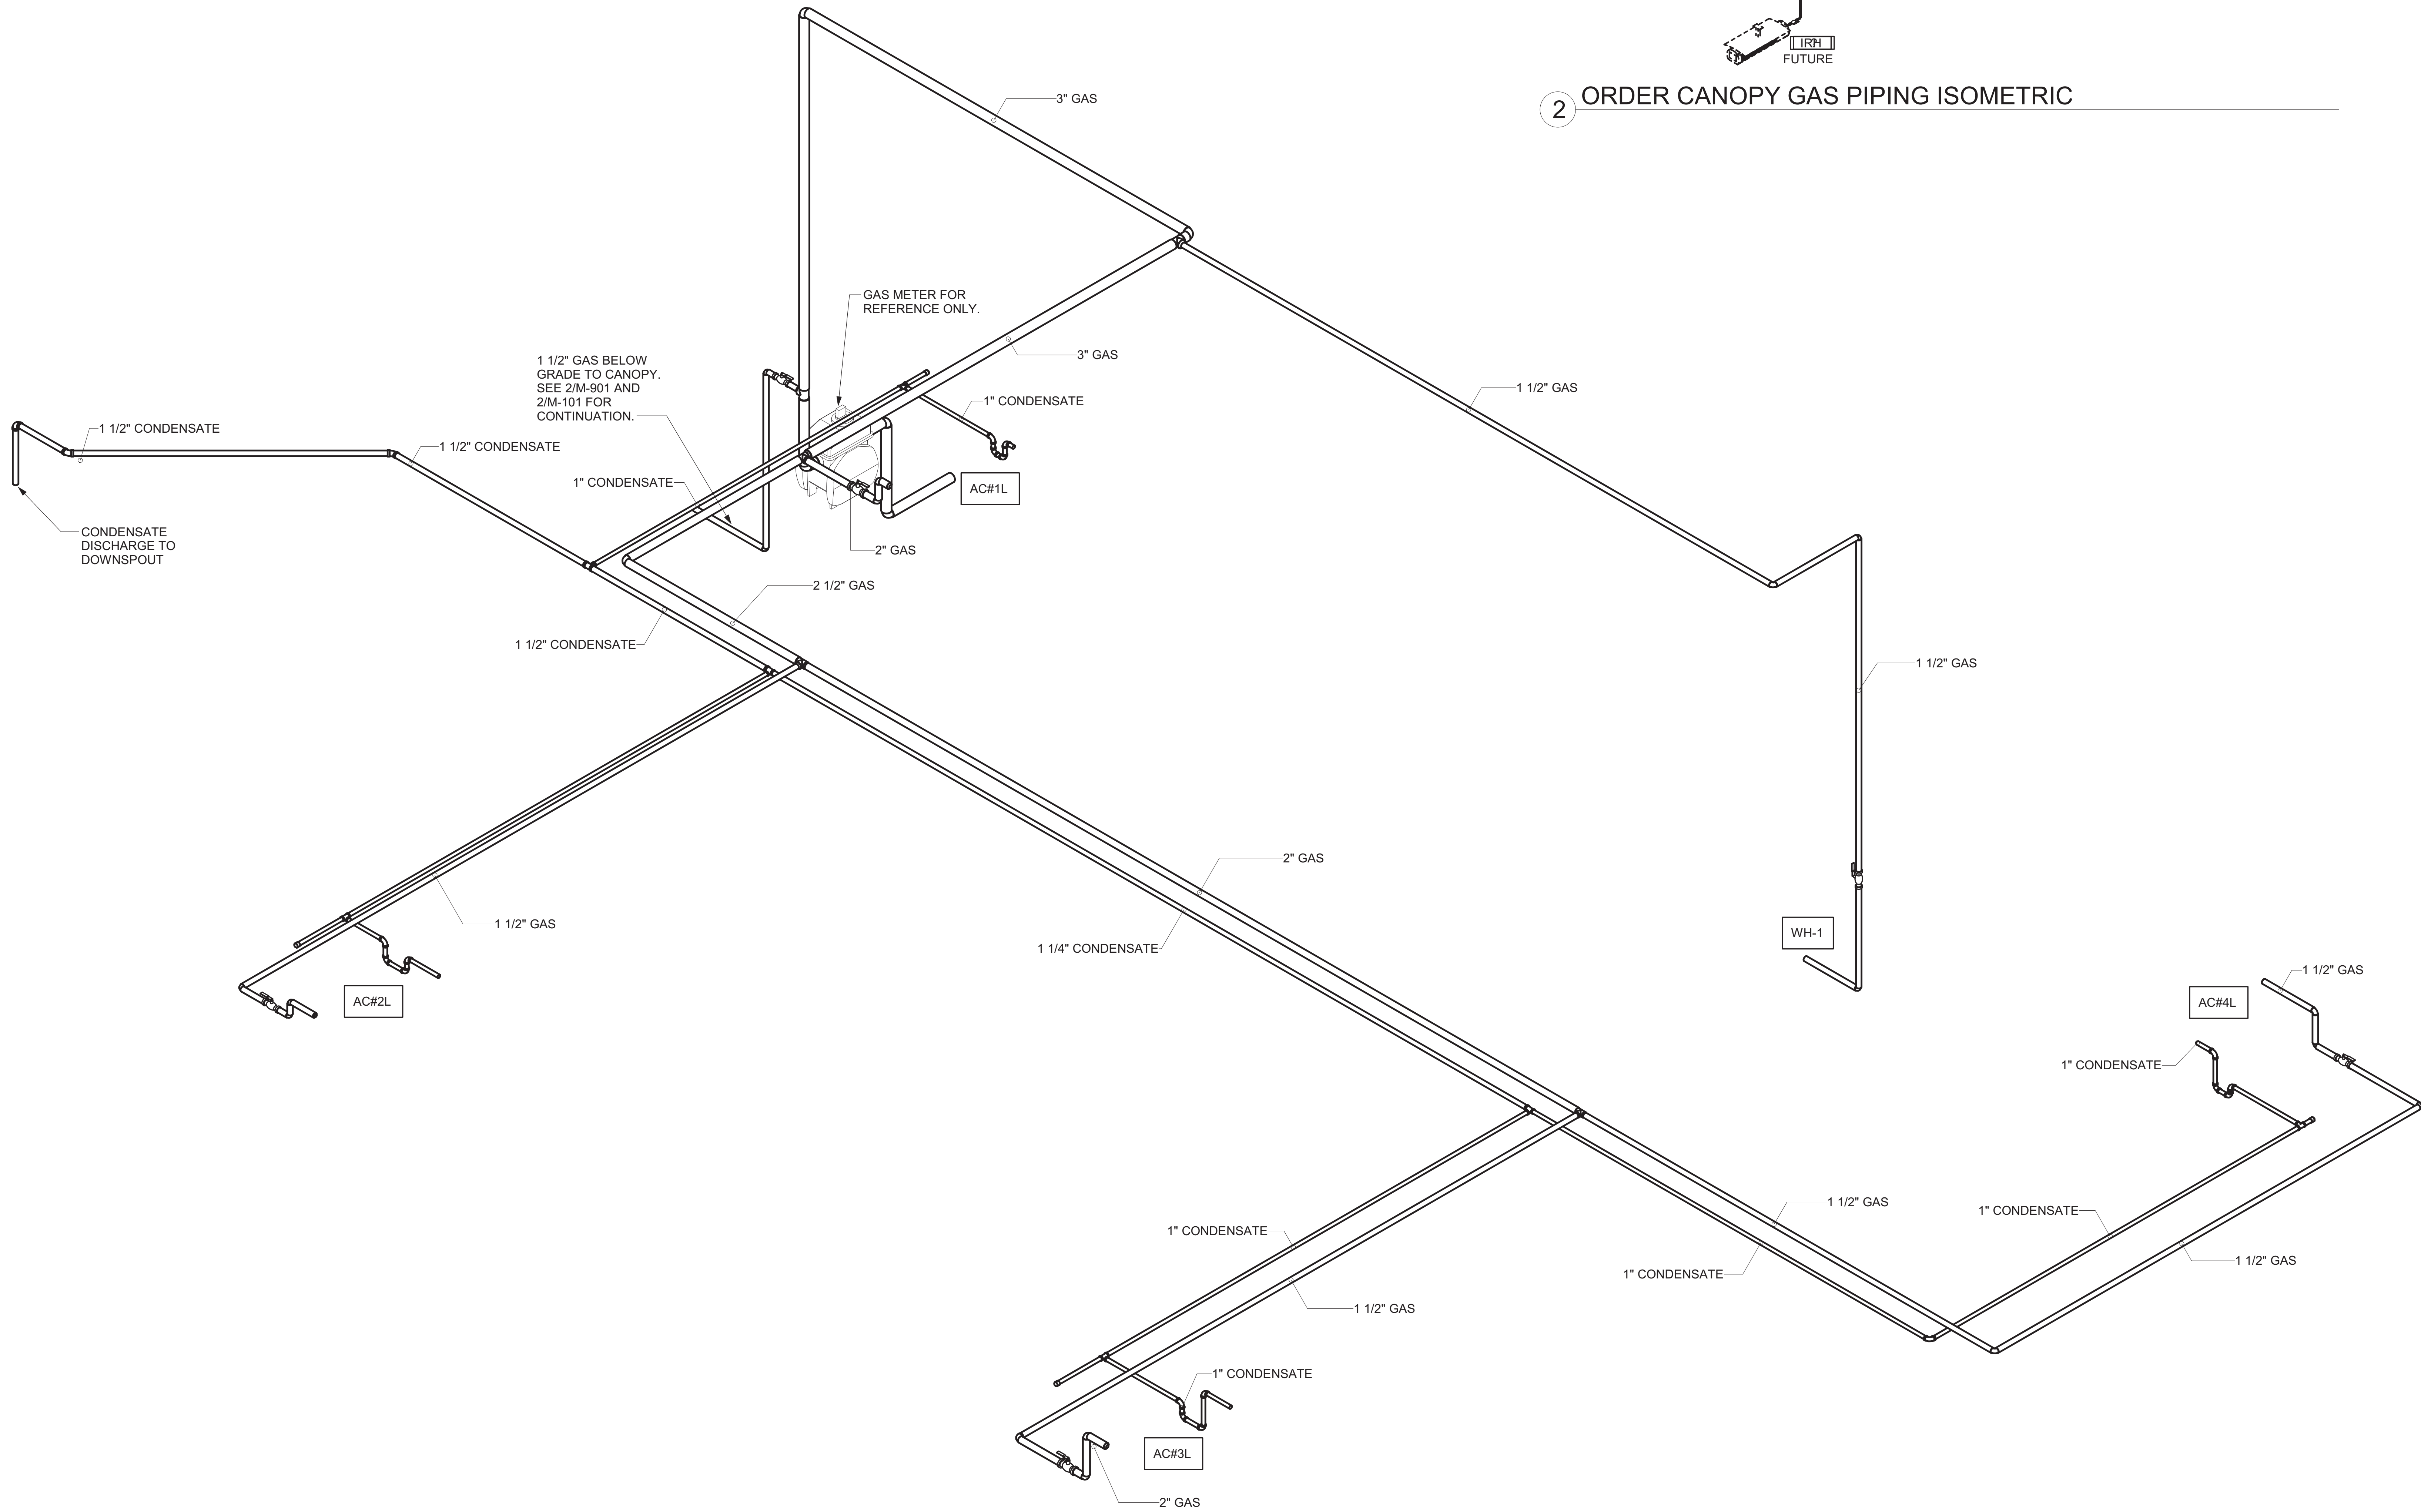 IRH
FUTURE
2 ORDER CANOPY GAS PIPING ISOMETRIC
3" GAS
GAS METER FOR
REFERENCE ONLY.
3" GAS
1 1/2" GAS BELOW
GRADE TO CANOPY.
SEE 2/M-901 AND
2/M-101 FOR
CONTINUATION.
1 1/2" GAS
1" CONDENSATE
1 1/2" CONDENSATE
1 1/2" CONDENSATE
1" CONDENSATE
AC#1L
CONDENSATE
DISCHARGE TO
DOWNSPOUT
2" GAS
2 1/2" GAS
1 1/2" CONDENSATE
1 1/2" GAS
2" GAS
1 1/2" GAS
1 1/4" CONDENSATE
WH-1
1 1/2" GAS
AC#2L
AC#4L
1" CONDENSATE
1 1/2" GAS
1" CONDENSATE
1" CONDENSATE
1 1/2" GAS
1" CONDENSATE
1 1/2" GAS
1" CONDENSATE
AC#3L
2" GAS